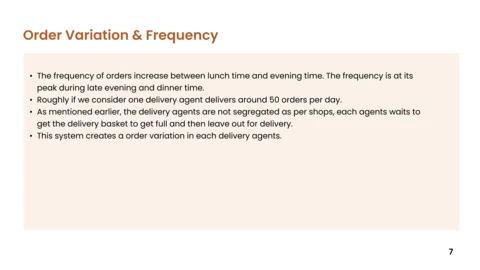 Order Variation & Frequency
• The frequency of orders increase between lunch time and evening time. The frequency is at its
peak during late evening and dinner time.
• Roughly if we consider one delivery agent delivers around 50 orders per day.
• As mentioned earlier, the delivery agents are not segregated as per shops, each agents waits to
get the delivery basket to get full and then leave out for delivery.
• This system creates a order variation in each delivery agents.
7